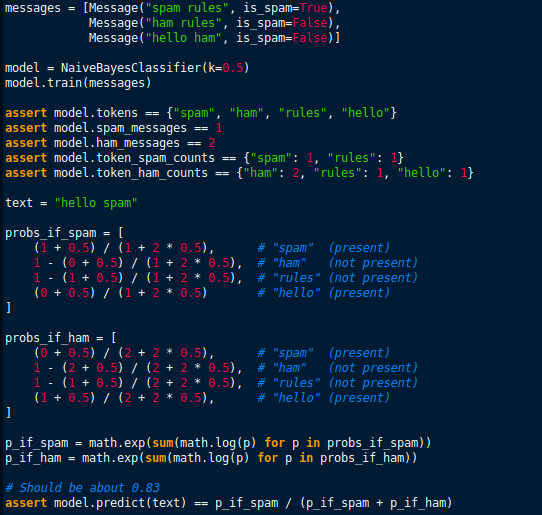 messages = [Message("spam rules", is_spam=True),
            Message("ham rules", is_spam=False),
            Message("hello ham", is_spam=False)]

model = NaiveBayesClassifier(k=0.5)
model.train(messages)

assert model.tokens == {"spam", "ham", "rules", "hello"}
assert model.spam_messages == 1
assert model.ham_messages == 2
assert model.token_spam_counts == {"spam": 1, "rules": 1}
assert model.token_ham_counts == {"ham": 2, "rules": 1, "hello": 1}

text = "hello spam"

probs_if_spam = [
    (1 + 0.5) / (1 + 2 * 0.5),      # "spam"  (present)
    1 - (0 + 0.5) / (1 + 2 * 0.5),  # "ham"   (not present)
    1 - (1 + 0.5) / (1 + 2 * 0.5),  # "rules" (not present)
    (0 + 0.5) / (1 + 2 * 0.5)       # "hello" (present)
]

probs_if_ham = [
    (0 + 0.5) / (2 + 2 * 0.5),      # "spam"  (present)
    1 - (2 + 0.5) / (2 + 2 * 0.5),  # "ham"   (not present)
    1 - (1 + 0.5) / (2 + 2 * 0.5),  # "rules" (not present)
    (1 + 0.5) / (2 + 2 * 0.5),      # "hello" (present)
]

p_if_spam = math.exp(sum(math.log(p) for p in probs_if_spam))
p_if_ham = math.exp(sum(math.log(p) for p in probs_if_ham))

# Should be about 0.83
assert model.predict(text) == p_if_spam / (p_if_spam + p_if_ham)